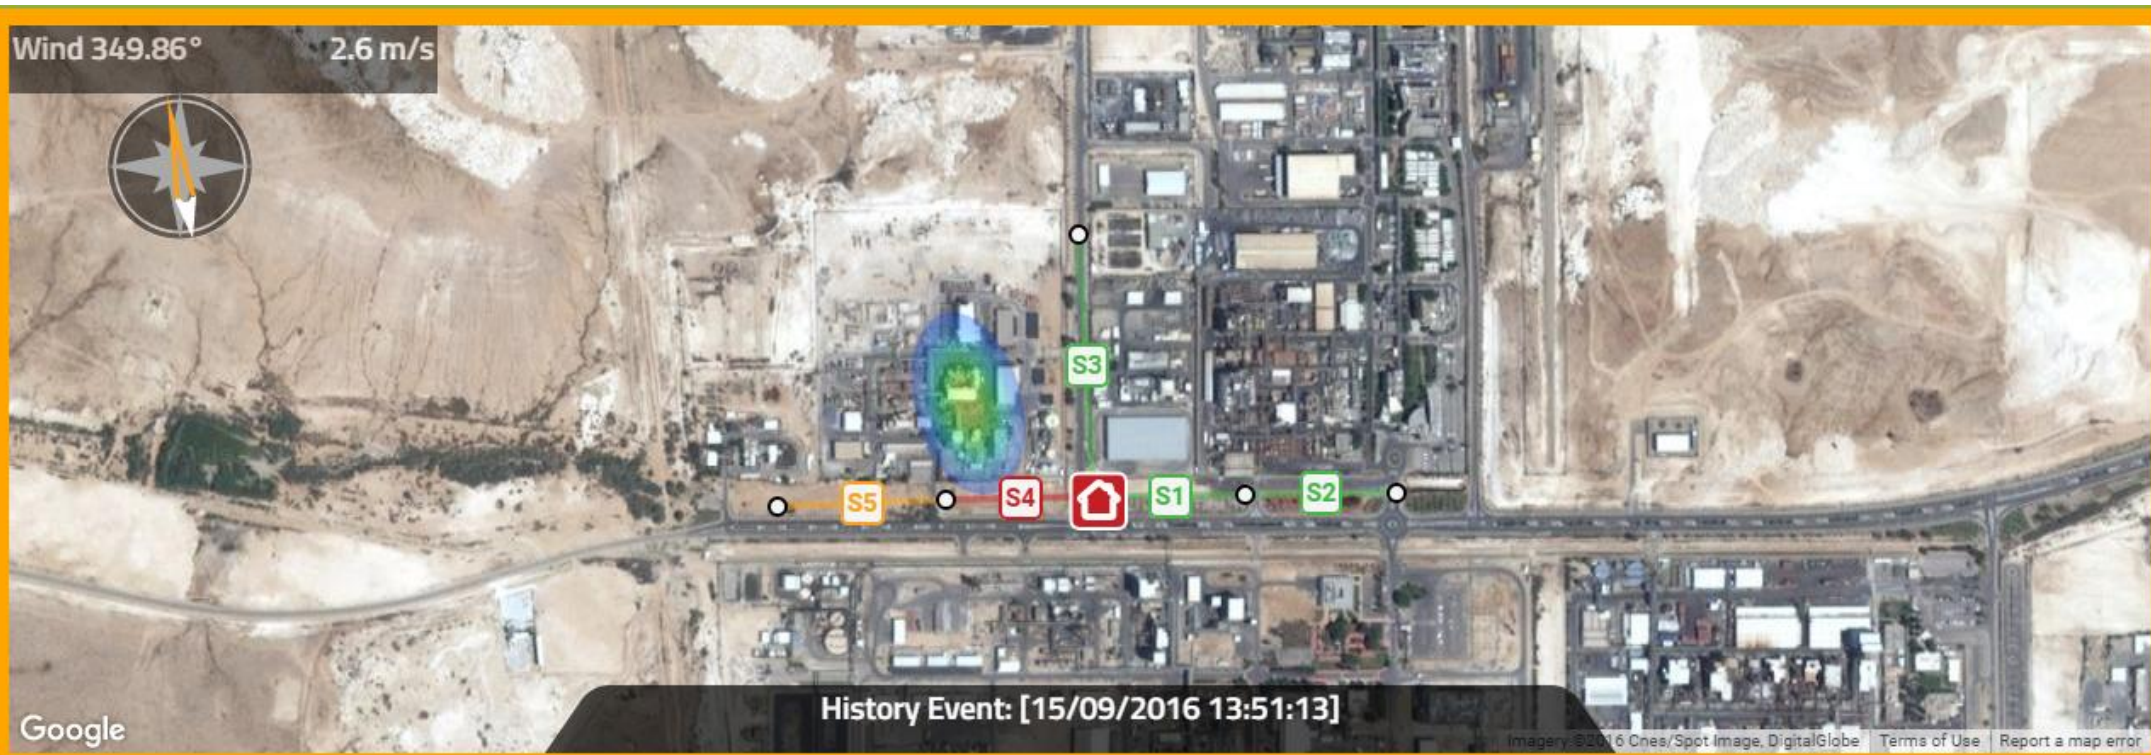 Wind 349.86° 2.6 m/s
S3
S5 S4 S1 S2
History Event: [15/09/2016 13:51:13]
Google
Imagery ©2016 Cnes/Spot Image, DigitalGlobe Terms of Use Report a map error